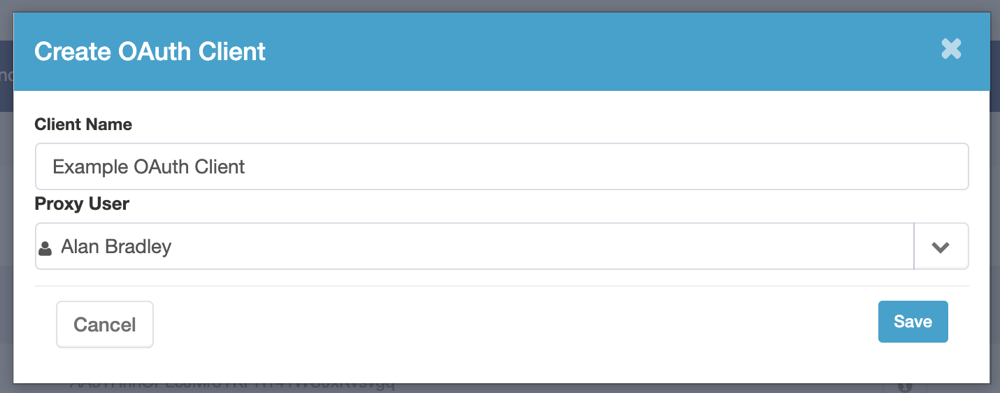 Create OAuth Client
Client Name
Example OAuth Client
Proxy User
Alan Bradley
Cancel
Save